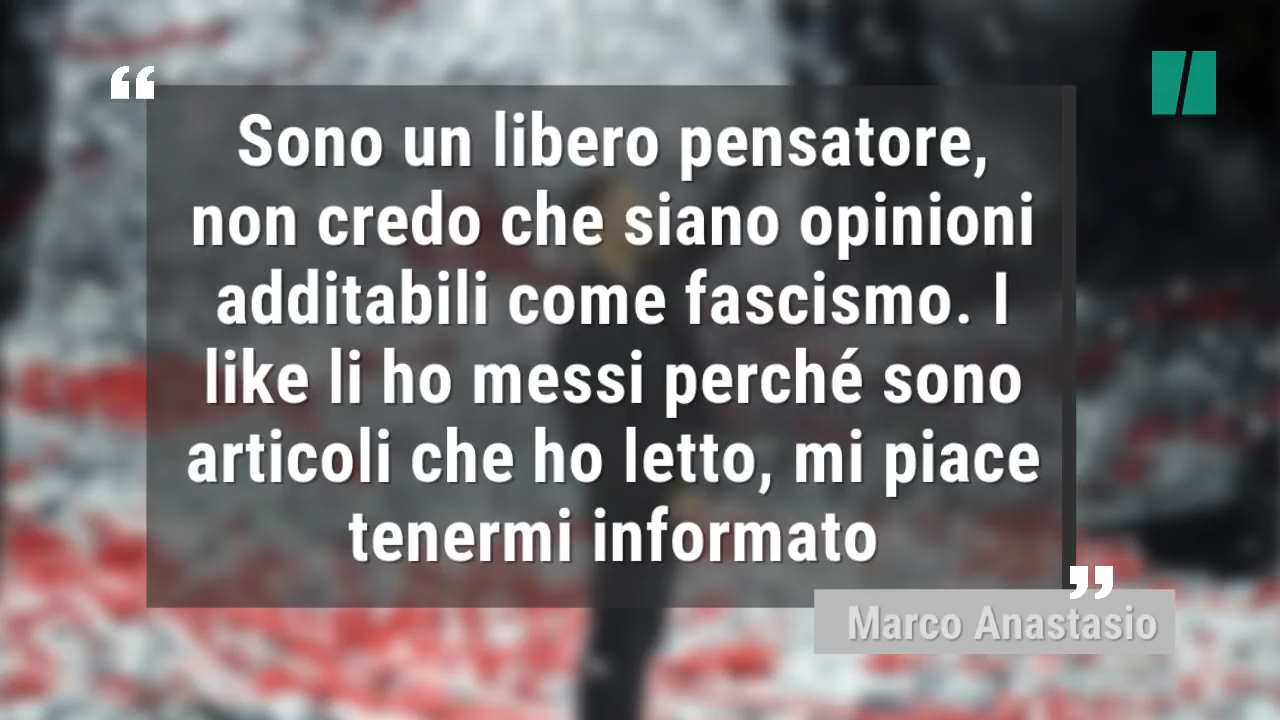 “
Sono un libero pensatore,
non credo che siano opinioni
additabili come fascismo. I
like li ho messi perché sono
articoli che ho letto, mi piace
tenermi informato
”
Marco Anastasio